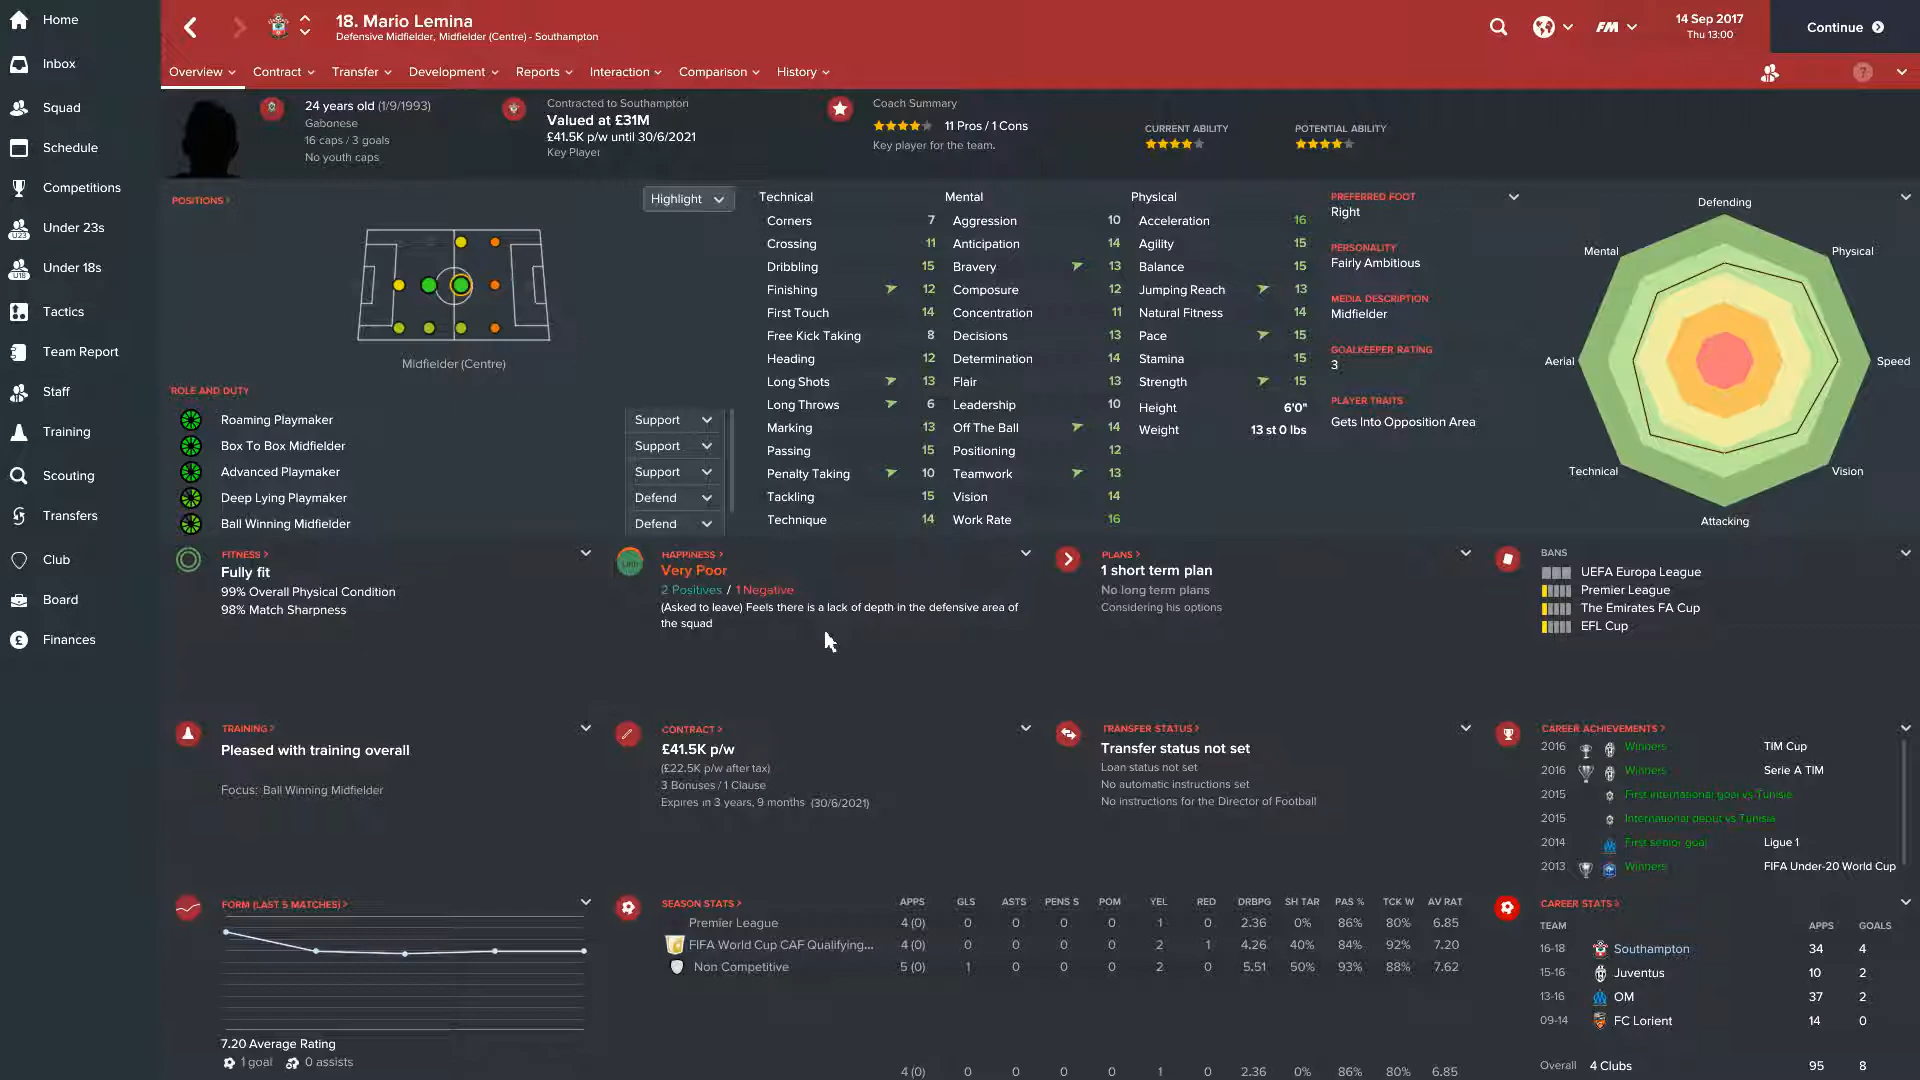 Home
Inbox
Squad
Schedule
Competitions
Under 23s
Under 18s
Tactics
Team Report
Staff
Training
Scouting
Transfers
Club
Board
Finances
18. Mario Lemina
Defensive Midfielder, Midfielder (Centre) - Southampton
FM
14 Sep 2017
Thu 13:00
Continue
Overview Contract Transfer Development Reports Interaction Comparison History
24 years old (1/9/1993)
Gabonese
16 caps / 3 goals
No youth caps
Contracted to Southampton
Valued at £31M
£41.5K p/w until 30/6/2021
Key Player
Coach Summary
11 Pros / 1 Cons
Key player for the team.
CURRENT ABILITY
POTENTIAL ABILITY
POSITIONS >
Highlight
Midfielder (Centre)
ROLE AND DUTY
Roaming Playmaker Support
Box To Box Midfielder Support
Advanced Playmaker Support
Deep Lying Playmaker Defend
Ball Winning Midfielder Defend
Technical
Corners 7
Crossing 11
Dribbling 15
Finishing 12
First Touch 14
Free Kick Taking 8
Heading 12
Long Shots 13
Long Throws 6
Marking 13
Passing 15
Penalty Taking 10
Tackling 15
Technique 14
Mental
Aggression 10
Anticipation 14
Bravery 13
Composure 12
Concentration 11
Decisions 13
Determination 14
Flair 13
Leadership 10
Off The Ball 14
Positioning 12
Teamwork 13
Vision 14
Work Rate 16
Physical
Acceleration 16
Agility 15
Balance 15
Jumping Reach 13
Natural Fitness 14
Pace 15
Stamina 15
Strength 15
Height 6'0"
Weight 13 st 0 lbs
PREFERRED FOOT
Right
PERSONALITY
Fairly Ambitious
MEDIA DESCRIPTION
Midfielder
GOALKEEPER RATING
3
PLAYER TRAITS
Gets Into Opposition Area
Defending
Physical
Speed
Vision
Attacking
Technical
Aerial
Mental
FITNESS >
Fully fit
99% Overall Physical Condition
98% Match Sharpness
HAPPINESS >
Very Poor
2 Positives / 1 Negative
(Asked to leave) Feels there is a lack of depth in the defensive area of
the squad
PLANS >
1 short term plan
No long term plans
Considering his options
BANS
UEFA Europa League
Premier League
The Emirates FA Cup
EFL Cup
TRAINING >
Pleased with training overall
Focus: Ball Winning Midfielder
CONTRACT >
£41.5K p/w
(£22.5K p/w after tax)
3 Bonuses / 1 Clause
Expires in 3 years, 9 months (30/6/2021)
TRANSFER STATUS >
Transfer status not set
Loan status not set
No automatic instructions set
No instructions for the Director of Football
CAREER ACHIEVEMENTS >
2016 Winners TIM Cup
2016 Winners Serie A TIM
2015 First international goal vs Tunisia
2015 International debut vs Tunisia
2014 First senior goal Ligue 1
2013 Winners FIFA Under-20 World Cup
FORM (LAST 5 MATCHES) >
7.20 Average Rating
1 goal 0 assists
SEASON STATS > APPS GLS ASTS PENS S POM YEL RED DRBPG SH TAR PAS % TCK W AV RAT
Premier League 4 (0) 0 0 0 0 1 0 2.36 0% 86% 80% 6.85
FIFA World Cup CAF Qualifying... 4 (0) 0 0 0 0 2 1 4.26 40% 84% 92% 7.20
Non Competitive 5 (0) 1 0 0 0 2 0 5.51 50% 93% 88% 7.62
4 (0) 0 0 0 0 1 0 2.36 0% 86% 80% 6.85
CAREER STATS >
TEAM APPS GOALS
16-18 Southampton 34 4
15-16 Juventus 10 2
13-16 OM 37 2
09-14 FC Lorient 14 0
Overall 4 Clubs 95 8